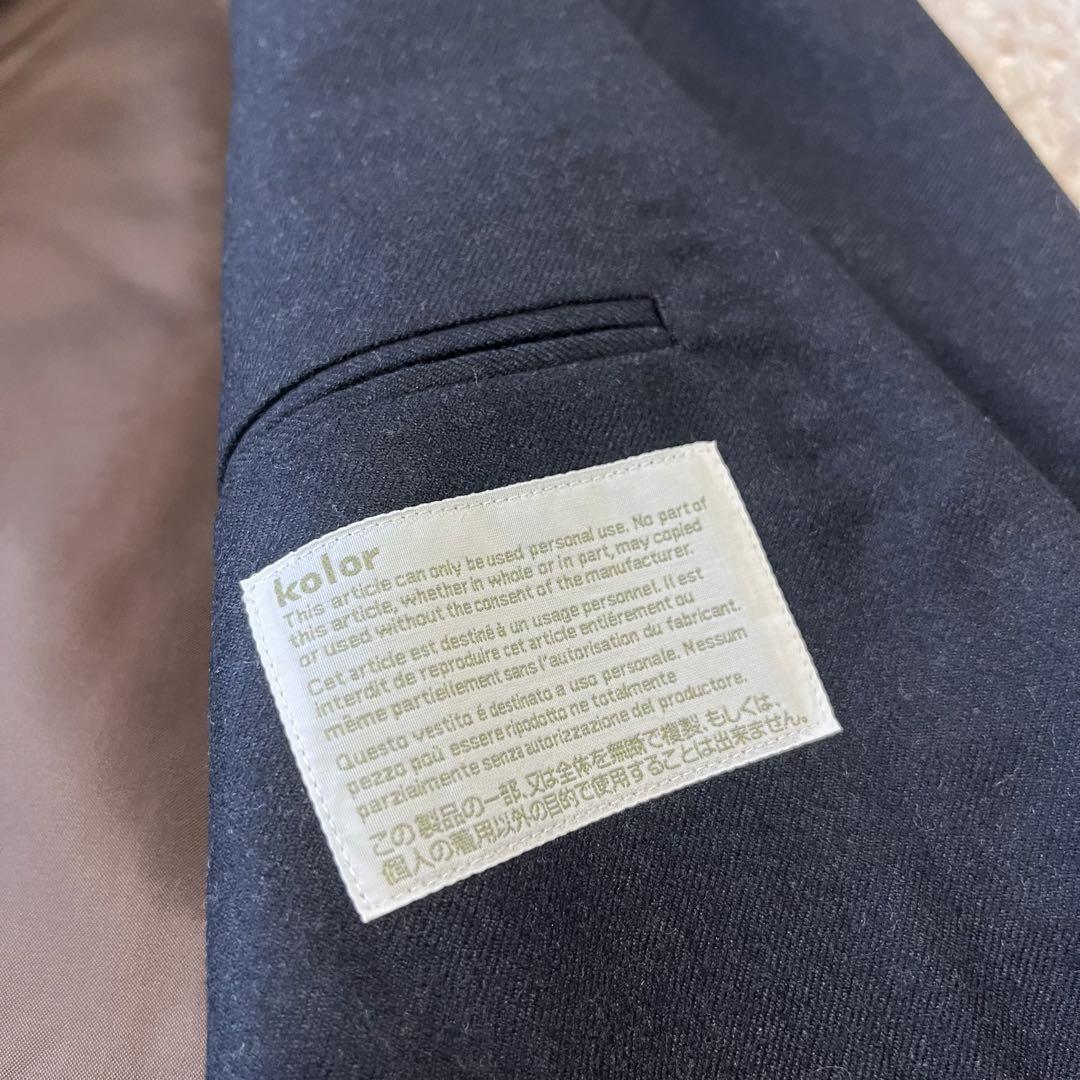 kolor
This article can only be used personal use. No part of
this article, whether in whole or in part, may copied
or used without the consent of the manufacturer.
Cet article est destiné à un usage personnel. Il est
interdit de reproduire cet article entiérement ou
même partiellement sans l'autorisation du fabricant.
Questo vestito é destinato a uso personale. Nessum
pezzo poù essere ripodotto ne totalmente
parzialmente senza autorizzazione del productore.
この製品の一部、又は全体を無断で複製、もしくは、
個人の着用以外の目的で使用することは出来ません。